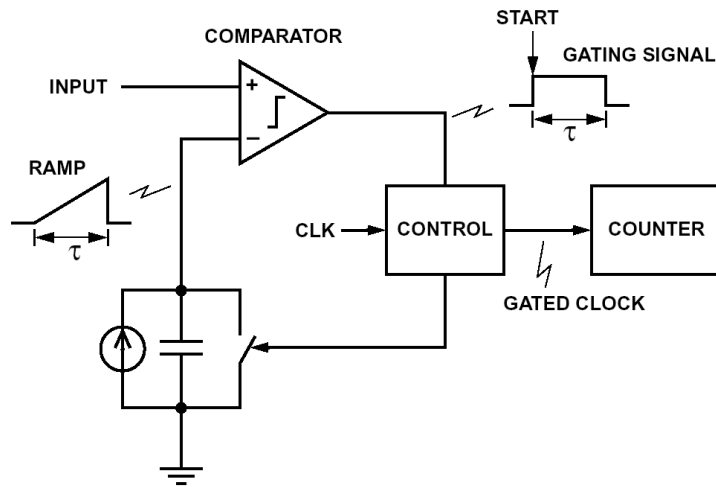 START
COMPARATOR
GATING SIGNAL
INPUT
+
−
τ
RAMP
τ
CLK
CONTROL
COUNTER
GATED CLOCK